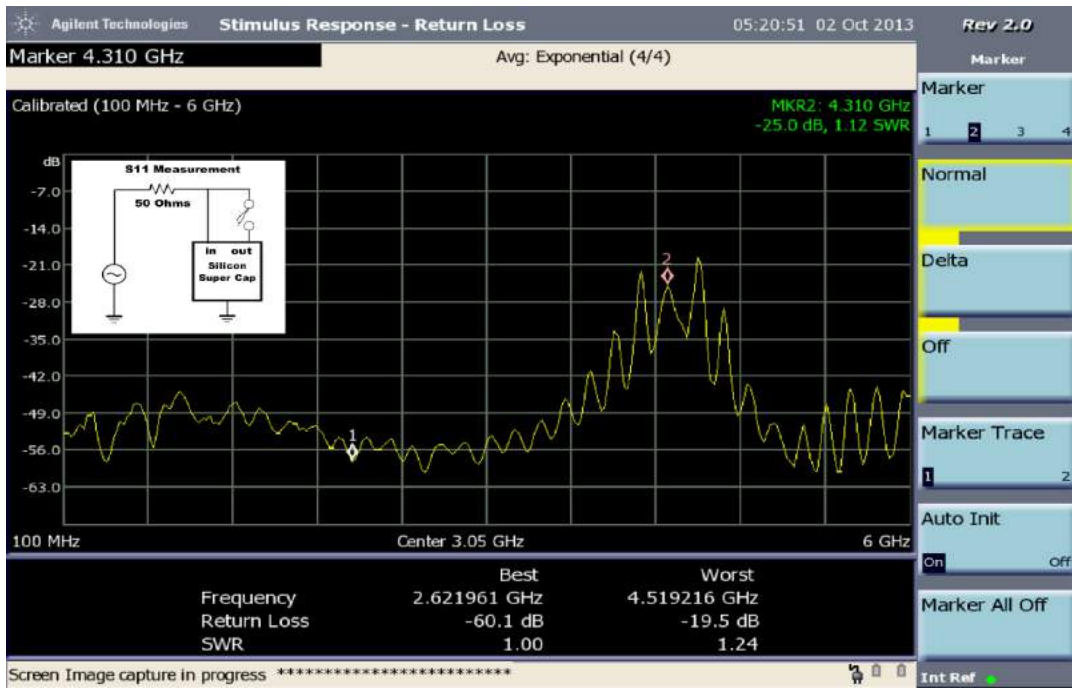 Agilent Technologies Stimulus Response - Return Loss 05:20:51 02 Oct 2013 Rev 2.0
Marker 4.310 GHz Avg: Exponential (4/4)
Calibrated (100 MHz - 6 GHz)
MKR2: 4.310 GHz
-25.0 dB, 1.12 SWR
dB
-7.0
-14.0
-21.0
-28.0
-35.0
-42.0
-49.0
-56.0
-63.0
S11 Measurement
50 Ohms
in out
Silicon
Super Cap
1
2
100 MHz Center 3.05 GHz 6 GHz
Best Worst
Frequency 2.621961 GHz 4.519216 GHz
Return Loss -60.1 dB -19.5 dB
SWR 1.00 1.24
Screen Image capture in progress *************************
Marker
Marker
1 2 3 4
Normal
Delta
Off
Marker Trace
1 2
Auto Init
On Off
Marker All Off
Int Ref